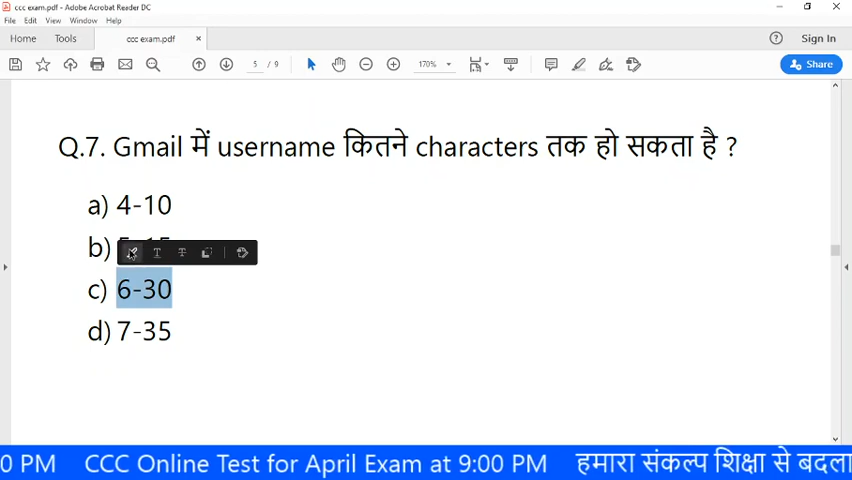 ccc exam.pdf - Adobe Acrobat Reader DC
File Edit View Window Help
Home Tools ccc exam.pdf × Sign In
5 / 9 170% Share
Q.7. Gmail में username कितने characters तक हो सकता है ?
a) 4-10
b)
c) 6-30
d) 7-35
0 PM CCC Online Test for April Exam at 9:00 PM हमारा संकल्प शिक्षा से बदला